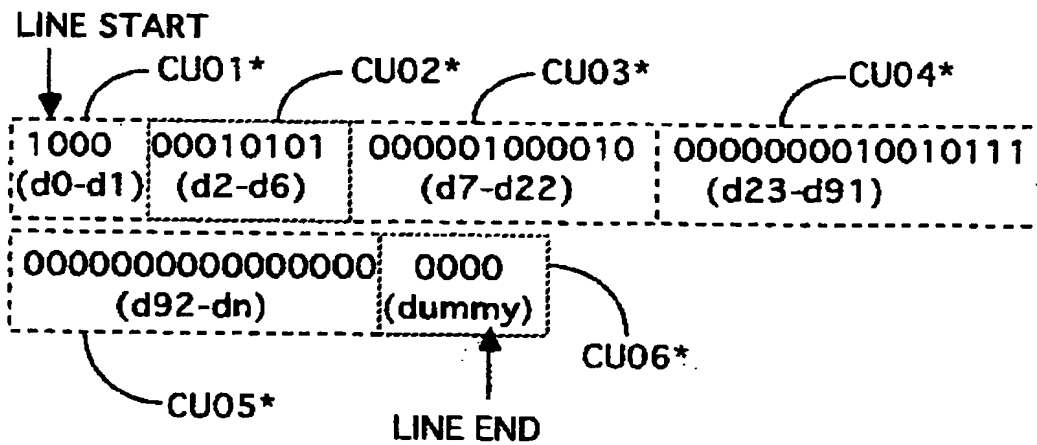 LINE START
CU01* CU02* CU03* CU04*
1000 00010101 000001000010 0000000010010111
(d0-d1) (d2-d6) (d7-d22) (d23-d91)
0000000000000000 0000
(d92-dn) (dummy)
CU06*
CU05*
LINE END